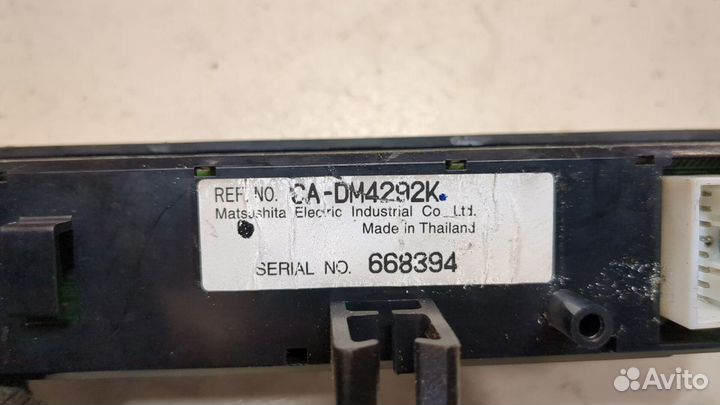 REF. NO. CA-DM4292K
Matsushita Electric Industrial Co., Ltd.
Made in Thailand
SERIAL NO. 668394
Avito